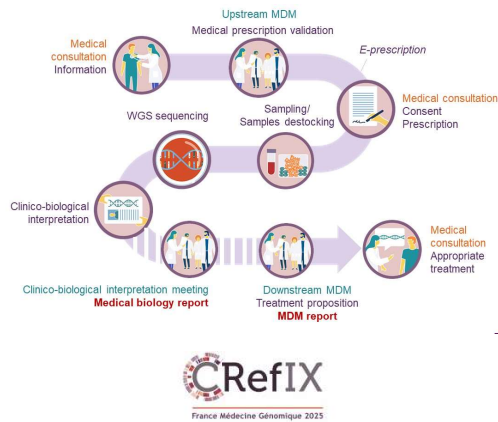 Upstream MDM
Medical prescription validation
Medical
consultation
Information
E-prescription
Medical consultation
Consent
Prescription
Sampling/
Samples destocking
WGS sequencing
Clinico-biological
interpretation
Clinico-biological interpretation meeting
Medical biology report
Downstream MDM
Treatment proposition
MDM report
Medical
consultation
Appropriate
treatment
CRefIX
France Médecine Génomique 2025